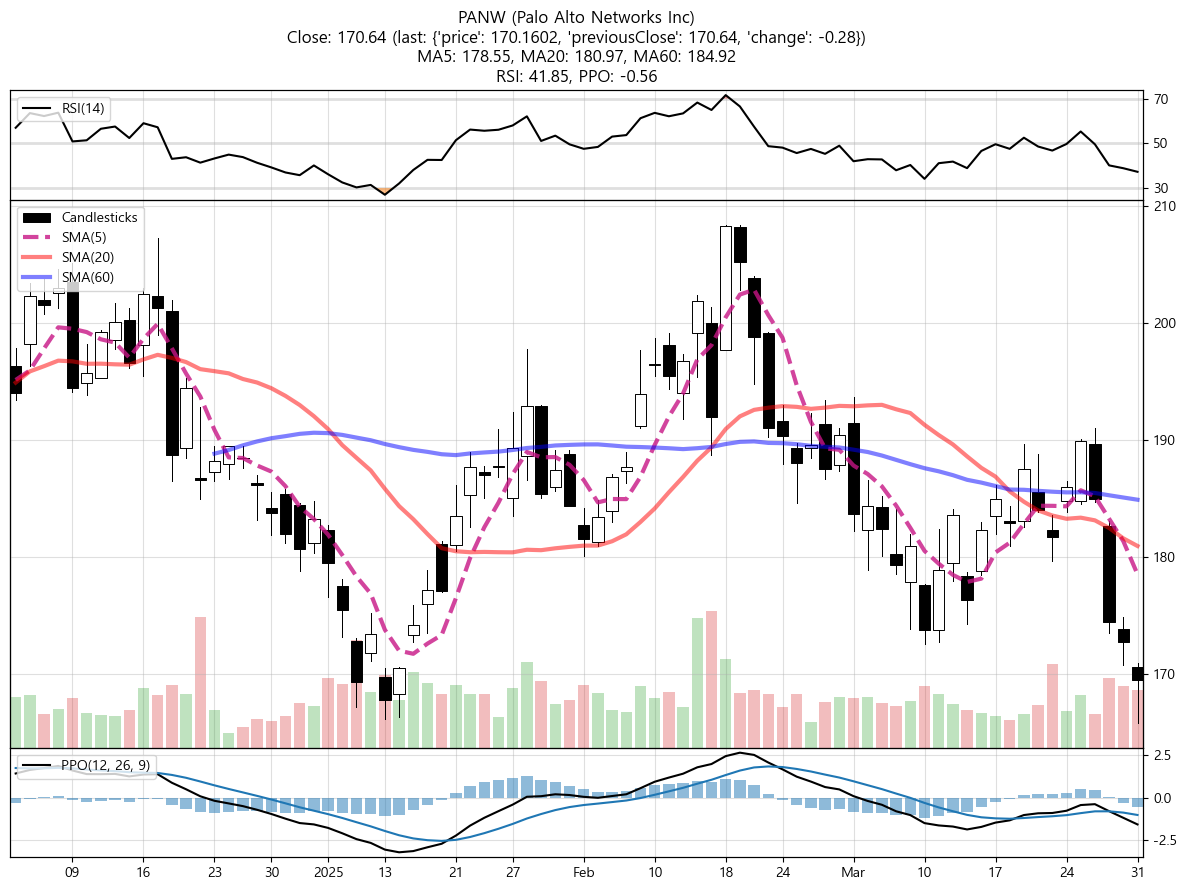 PANW (Palo Alto Networks Inc)
Close: 170.64 (last: {'price': 170.1602, 'previousClose': 170.64, 'change': -0.28})
MA5: 178.55, MA20: 180.97, MA60: 184.92
RSI: 41.85, PPO: -0.56
RSI(14)
70
50
30
Candlesticks
SMA(5)
SMA(20)
SMA(60)
210
200
190
180
170
PPO(12, 26, 9)
2.5
0.0
−2.5
09 16 23 30 2025 13 21 27 Feb 10 18 24 Mar 10 17 24 31